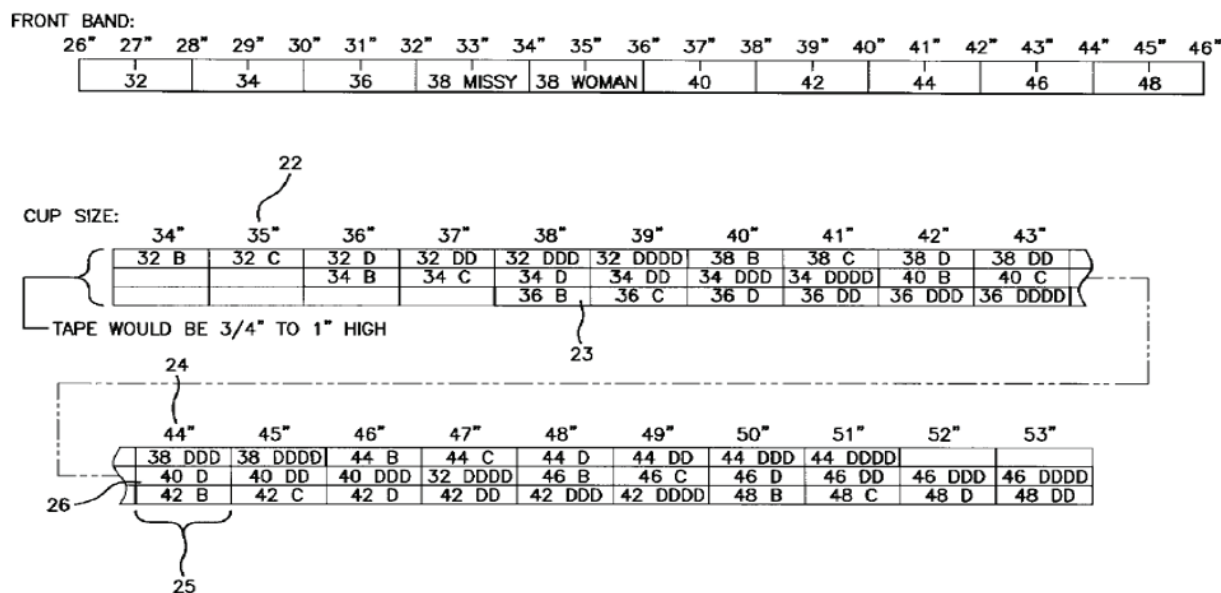 FRONT BAND:
26" 27" 28" 29" 30" 31" 32" 33" 34" 35" 36" 37" 38" 39" 40" 41" 42" 43" 44" 45" 46"
32 34 36 38 MISSY 38 WOMAN 40 42 44 46 48
22
CUP SIZE:
34" 35" 36" 37" 38" 39" 40" 41" 42" 43"
32 B 32 C 32 D 32 DD 32 DDD 32 DDDD 38 B 38 C 38 D 38 DD
34 B 34 C 34 D 34 DD 34 DDD 34 DDDD 40 B 40 C
36 B 36 C 36 D 36 DD 36 DDD 36 DDDD
TAPE WOULD BE 3/4" TO 1" HIGH
23
24
44" 45" 46" 47" 48" 49" 50" 51" 52" 53"
38 DDD 38 DDDD 44 B 44 C 44 D 44 DD 44 DDD 44 DDDD
40 D 40 DD 40 DDD 32 DDDD 46 B 46 C 46 D 46 DD 46 DDD 46 DDDD
42 B 42 C 42 D 42 DD 42 DDD 42 DDDD 48 B 48 C 48 D 48 DD
26
25